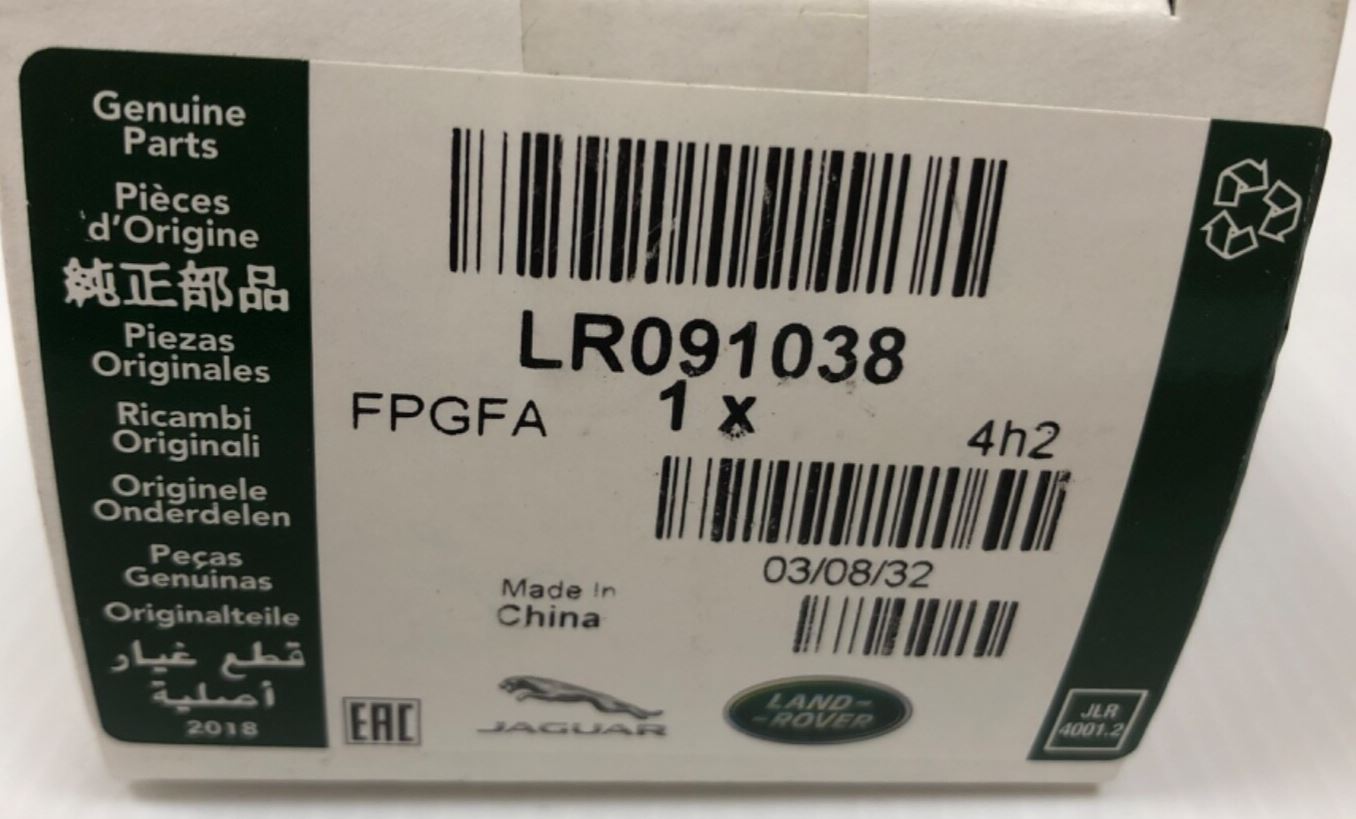 Genuine
Parts
Pièces
d'Origine
純正部品
Piezas
Originales
Ricambi
Originali
Originele
Onderdelen
Peças
Genuinas
Originalteile
قطع غيار
أصلية
2018
LR091038
FPGFA
1 x
4h2
03/08/32
Made In
China
EAC
JAGUAR
LAND-
-ROVER
JLR
4001.2